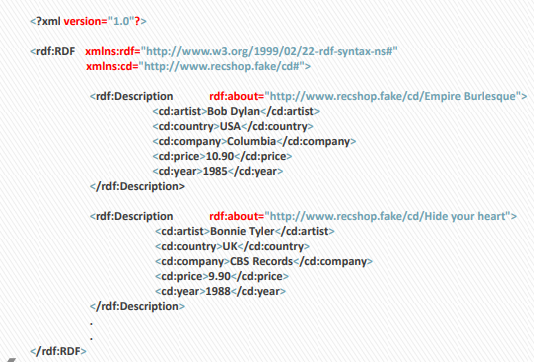 <?xml version="1.0"?>
<rdf:RDF xmlns:rdf="http://www.w3.org/1999/02/22-rdf-syntax-ns#"
xmlns:cd="http://www.recshop.fake/cd#">
<rdf:Description rdf:about="http://www.recshop.fake/cd/Empire Burlesque">
<cd:artist>Bob Dylan</cd:artist>
<cd:country>USA</cd:country>
<cd:company>Columbia</cd:company>
<cd:price>10.90</cd:price>
<cd:year>1985</cd:year>
</rdf:Description>
<rdf:Description rdf:about="http://www.recshop.fake/cd/Hide your heart">
<cd:artist>Bonnie Tyler</cd:artist>
<cd:country>UK</cd:country>
<cd:company>CBS Records</cd:company>
<cd:price>9.90</cd:price>
<cd:year>1988</cd:year>
</rdf:Description>
.
.
</rdf:RDF>